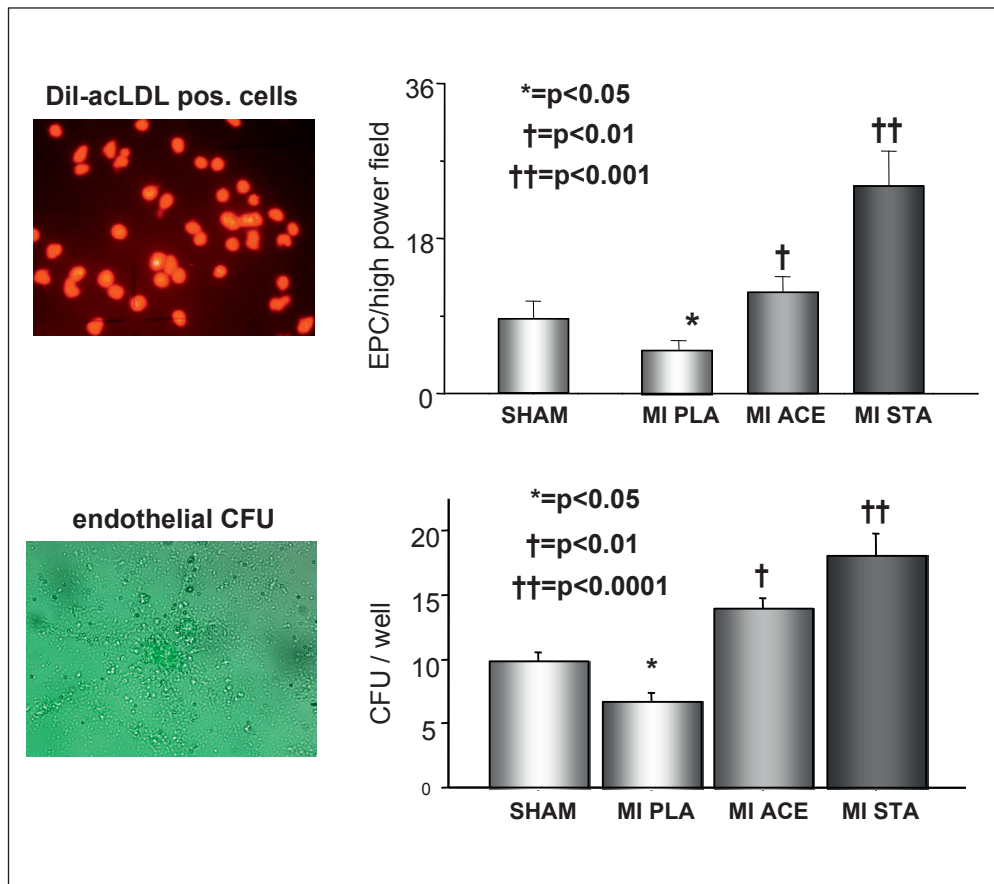 Dil-acLDL pos. cells
36
18
0
EPC/high power field
*=p<0.05
†=p<0.01
††=p<0.001
*
†
††
SHAM MI PLA MI ACE MI STA
endothelial CFU
20
15
10
5
0
CFU / well
*=p<0.05
†=p<0.01
††=p<0.0001
*
†
††
SHAM MI PLA MI ACE MI STA